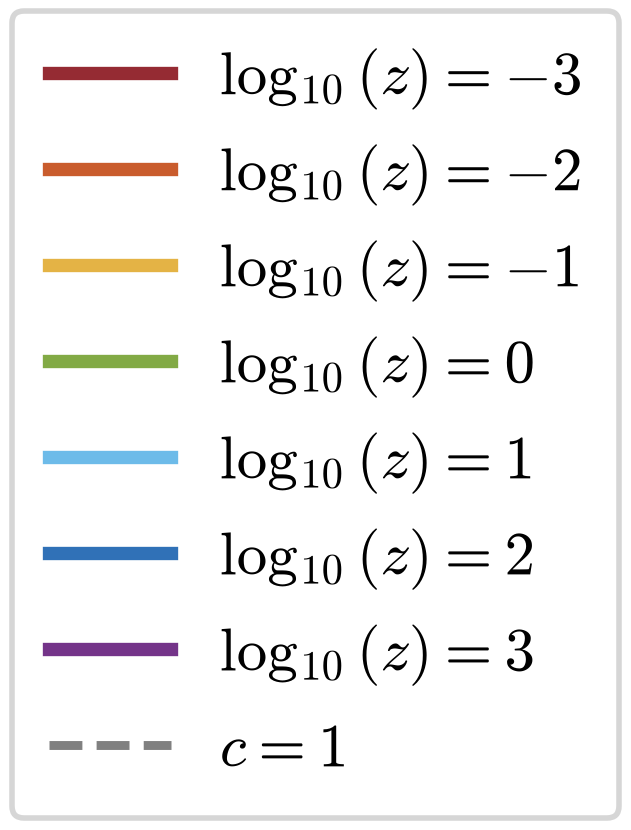 log₁₀ (z) = −3
log₁₀ (z) = −2
log₁₀ (z) = −1
log₁₀ (z) = 0
log₁₀ (z) = 1
log₁₀ (z) = 2
log₁₀ (z) = 3
c = 1